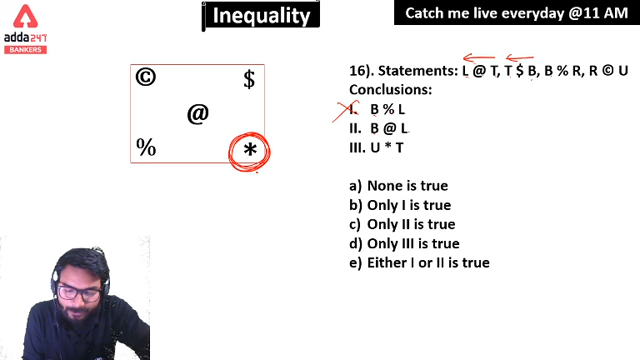 Inequality
Catch me live everyday @11 AM
adda247
BANKERS
© $
@
% *
16). Statements: L @ T, T $ B, B % R, R © U
Conclusions:
I. B % L
II. B @ L
III. U * T
a) None is true
b) Only I is true
c) Only II is true
d) Only III is true
e) Either I or II is true